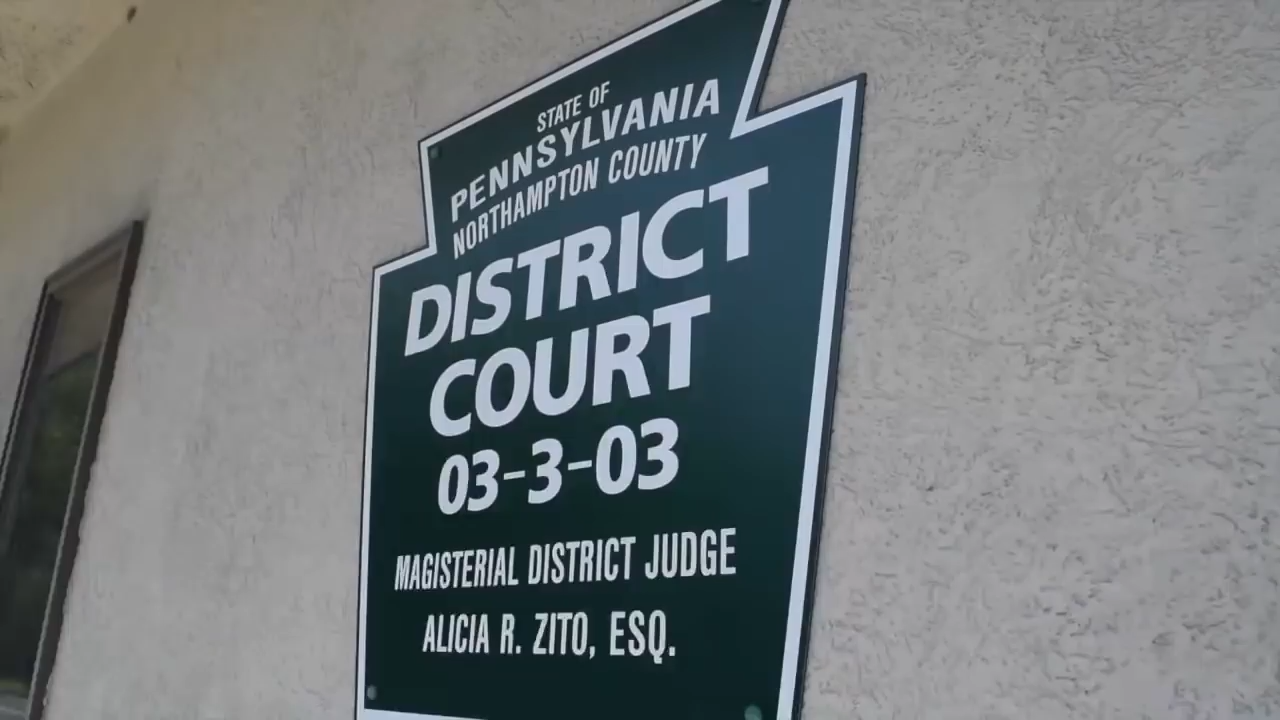 STATE OF
PENNSYLVANIA
NORTHAMPTON COUNTY
DISTRICT
COURT
03-3-03
MAGISTERIAL DISTRICT JUDGE
ALICIA R. ZITO, ESQ.